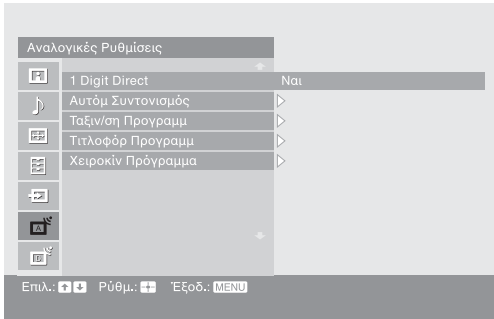 Αναλογικές Ρυθμίσεις
1 Digit Direct Ναι
Αυτόμ Συντονισμός
Ταξιν/ση Προγραμμ
Τιτλοφόρ Προγραμμ
Χειροκίν Πρόγραμμα
Επιλ.: Ρύθμ.: Έξοδ.: MENU